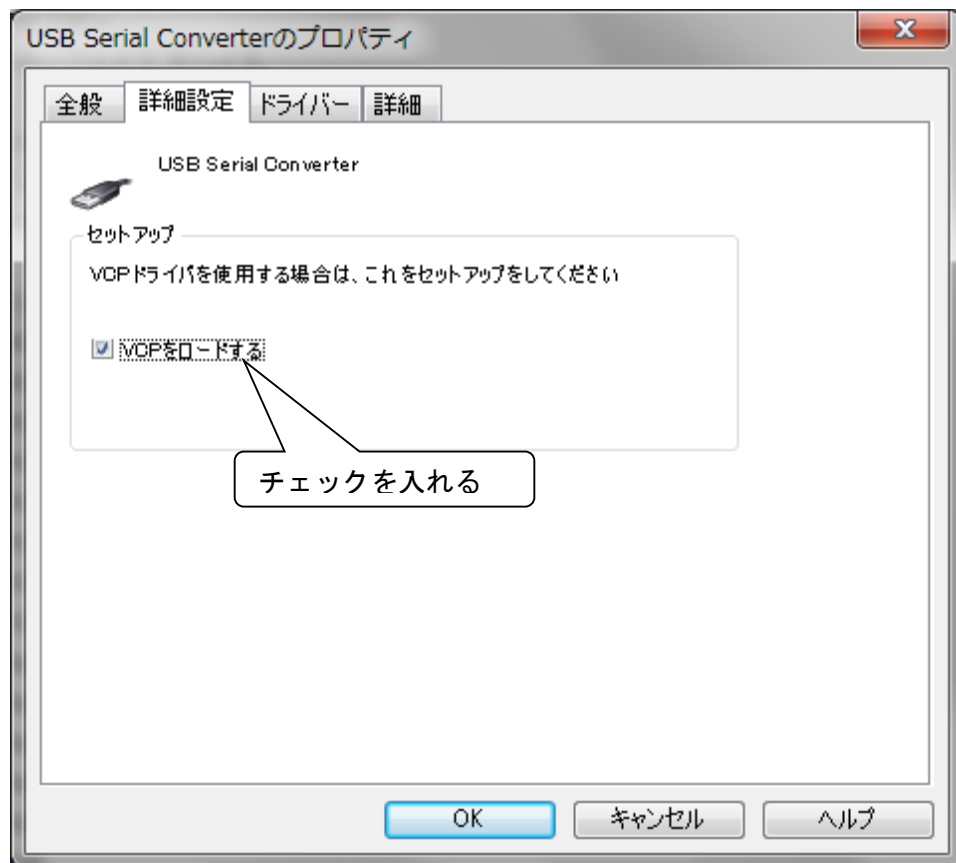 USB Serial Converterのプロパティ
x
全般 詳細設定 ドライバー 詳細
USB Serial Converter
セットアップ
VCPドライバを使用する場合は、これをセットアップをしてください
VCPをロードする
チェックを入れる
OK キャンセル ヘルプ